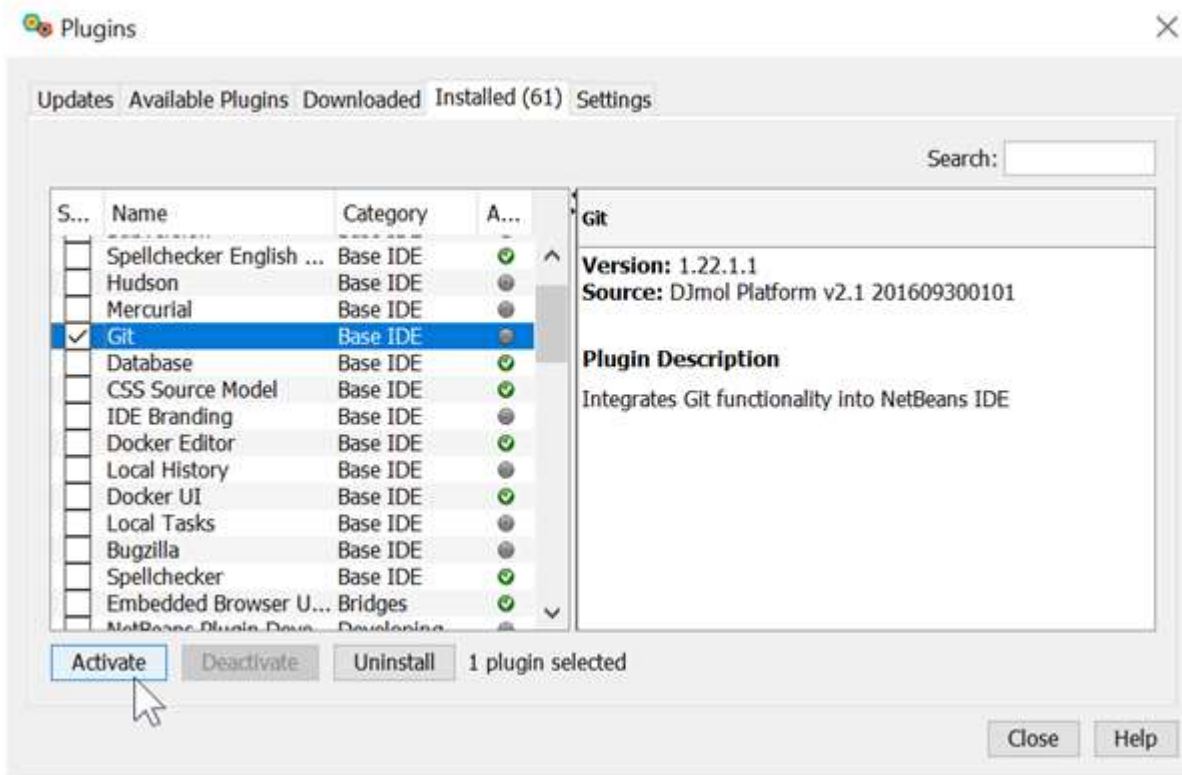 Plugins
Updates Available Plugins Downloaded Installed (61) Settings
Search:
S... Name Category A...
Spellchecker English ... Base IDE
Hudson Base IDE
Mercurial Base IDE
Git Base IDE
Database Base IDE
CSS Source Model Base IDE
IDE Branding Base IDE
Docker Editor Base IDE
Local History Base IDE
Docker UI Base IDE
Local Tasks Base IDE
Bugzilla Base IDE
Spellchecker Base IDE
Embedded Browser U... Bridges
NetBeans Plugin Deve... Developing
Git
Version: 1.22.1.1
Source: DJmol Platform v2.1 201609300101
Plugin Description
Integrates Git functionality into NetBeans IDE
Activate Deactivate Uninstall 1 plugin selected
Close Help